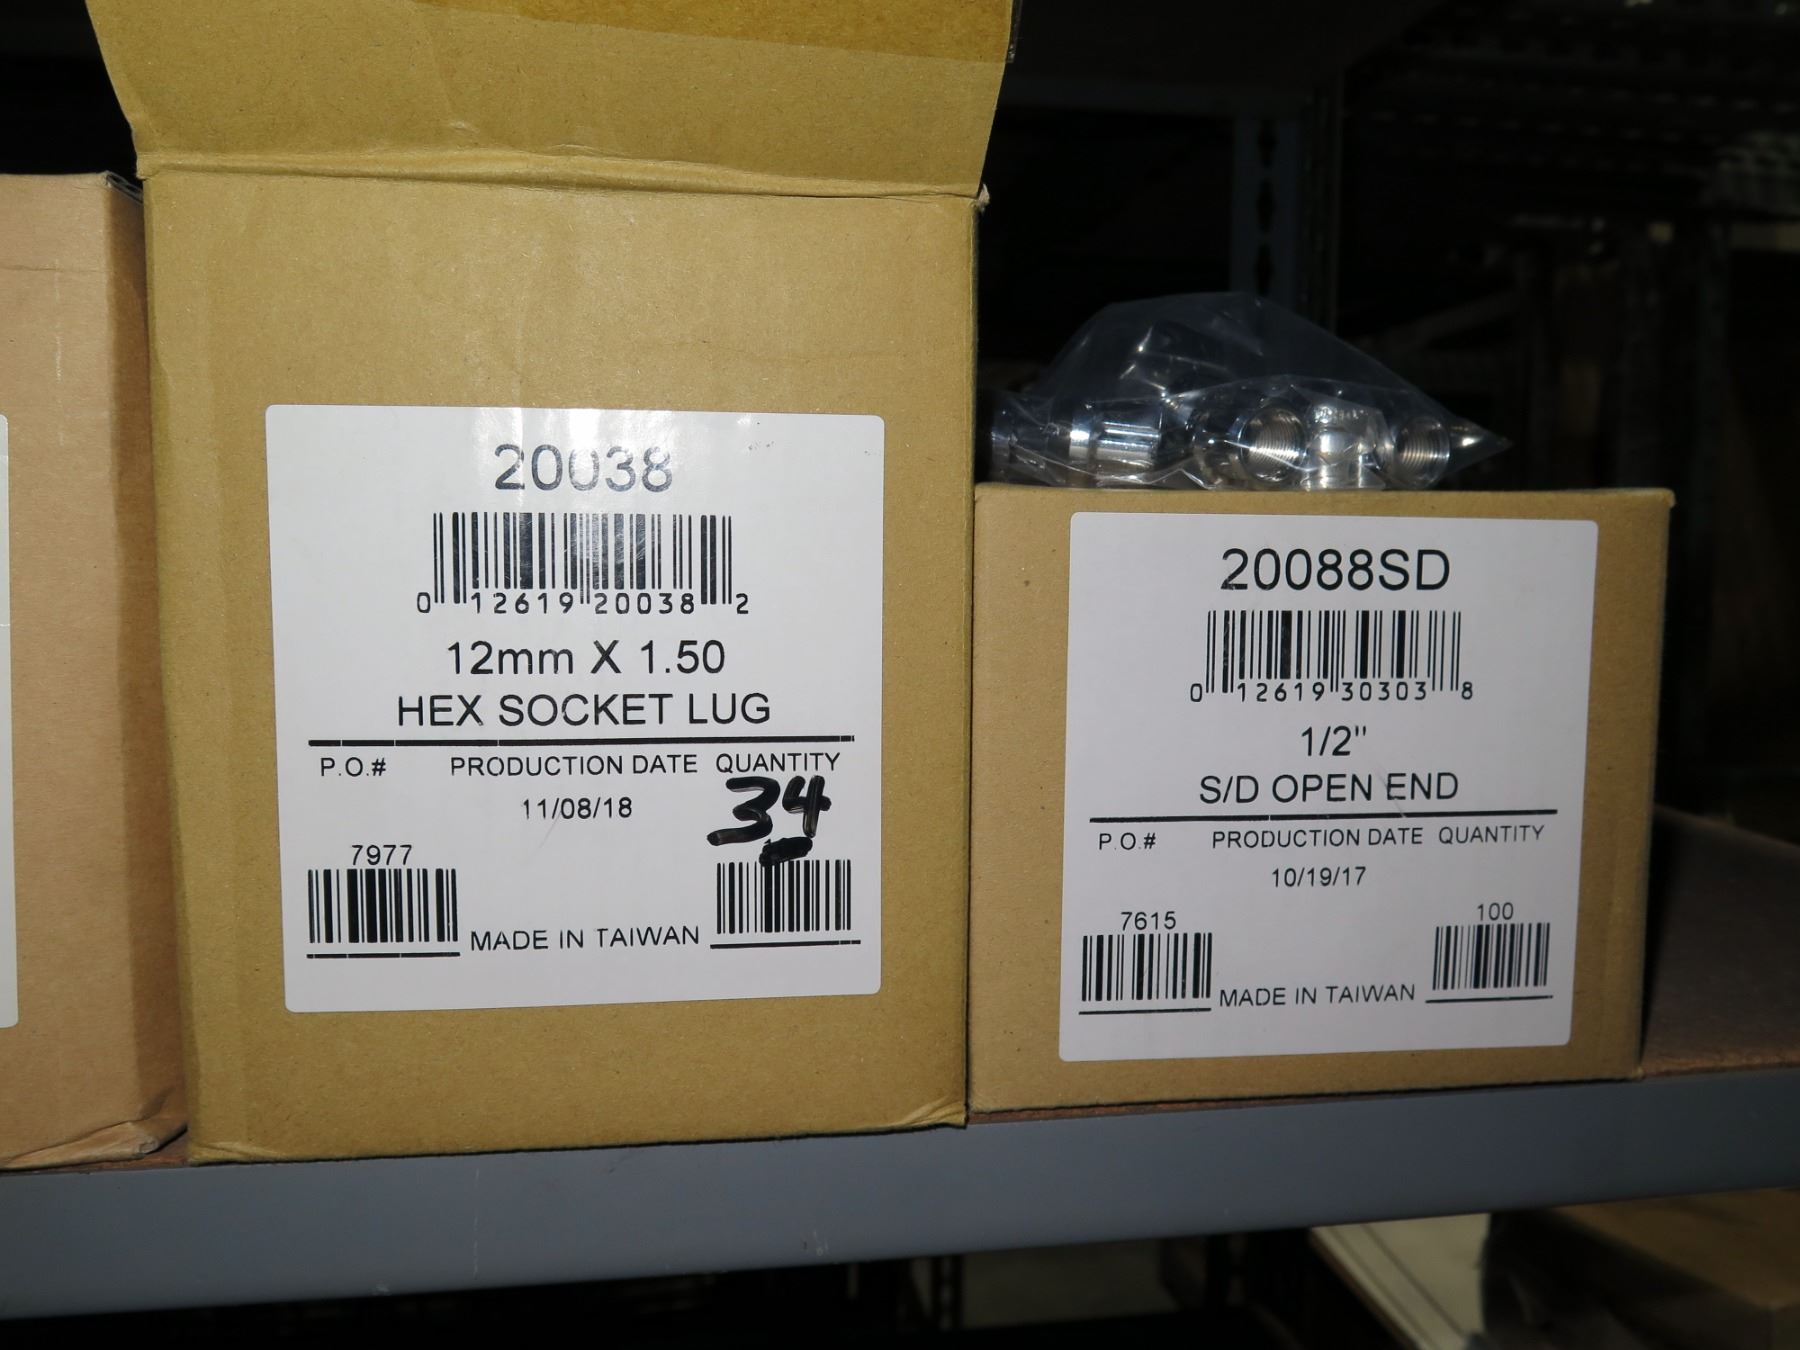 20038
0 12619 20038 2
12mm X 1.50
HEX SOCKET LUG
P.O.# PRODUCTION DATE QUANTITY
11/08/18 34
7977
MADE IN TAIWAN
20088SD
0 12619 30303 8
1/2"
S/D OPEN END
P.O.# PRODUCTION DATE QUANTITY
10/19/17
7615 100
MADE IN TAIWAN